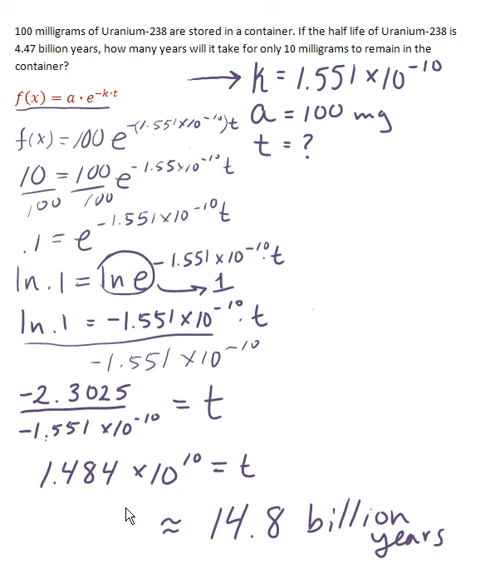 100 milligrams of Uranium-238 are stored in a container. If the half life of Uranium-238 is
4.47 billion years, how many years will it take for only 10 milligrams to remain in the
container?
→ k = 1.551 × 10^-10
f(x) = a · e^-k·t
a = 100 mg
f(x) = 100 e^-(1.551×10^-10)t
t = ?
10/100 = 100/100 e^-1.55×10^-10 t
.1 = e^-1.551×10^-10 t
ln .1 = ln e^-1.551×10^-10·t → 1
ln .1 = -1.551×10^-10 · t
-1.551×10^-10
-2.3025 / -1.551×10^-10 = t
1.484 × 10^10 = t
≈ 14.8 billion
years